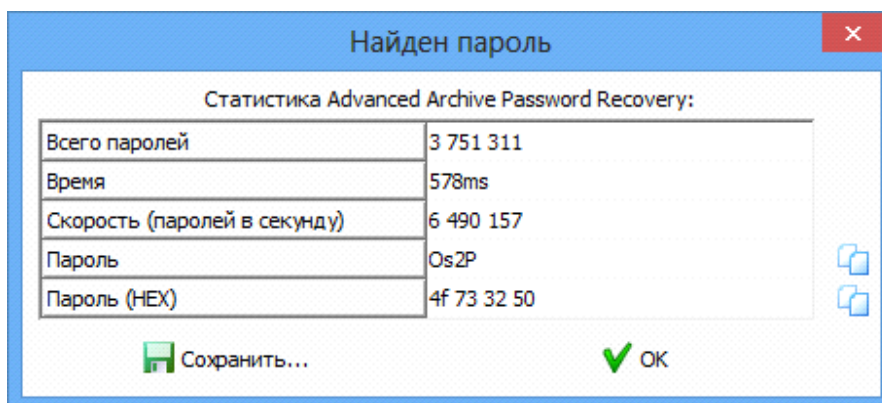 Найден пароль
Статистика Advanced Archive Password Recovery:
Всего паролей 3 751 311
Время 578ms
Скорость (паролей в секунду) 6 490 157
Пароль Os2P
Пароль (HEX) 4f 73 32 50
Сохранить... OK